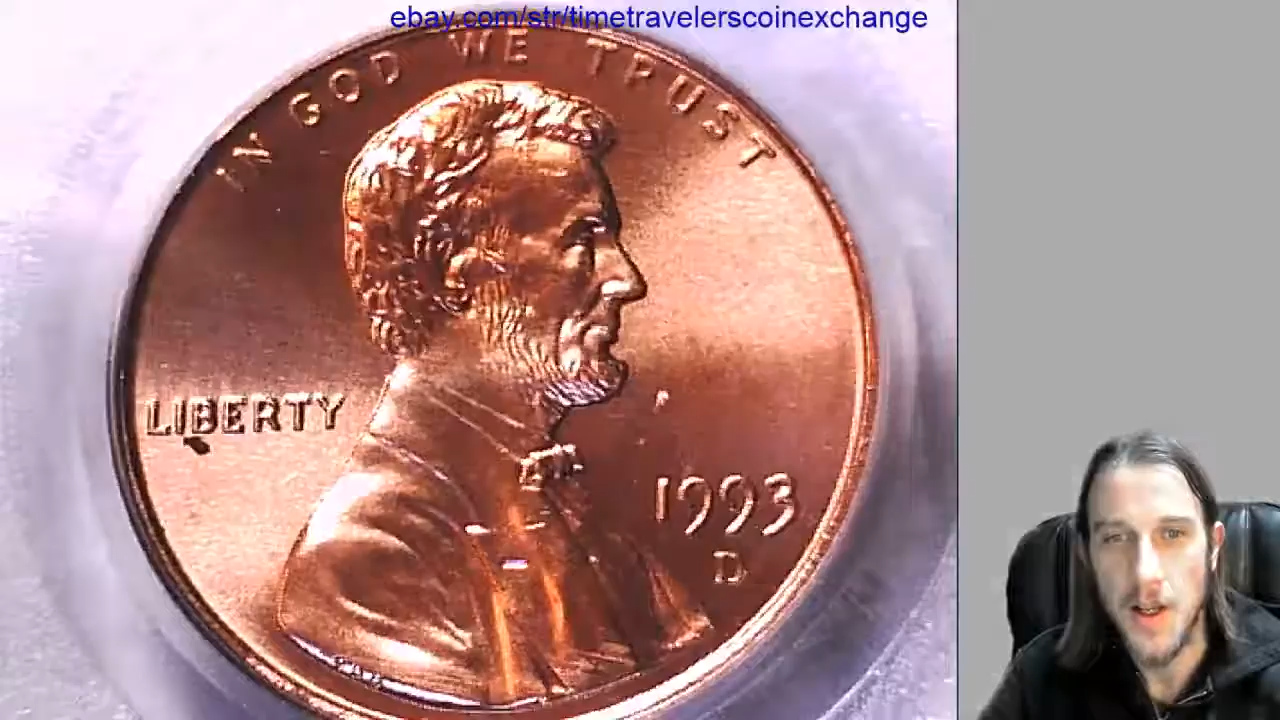 ebay.com/str/timetravelerscoinexchange
IN GOD WE TRUST
LIBERTY
1993
D